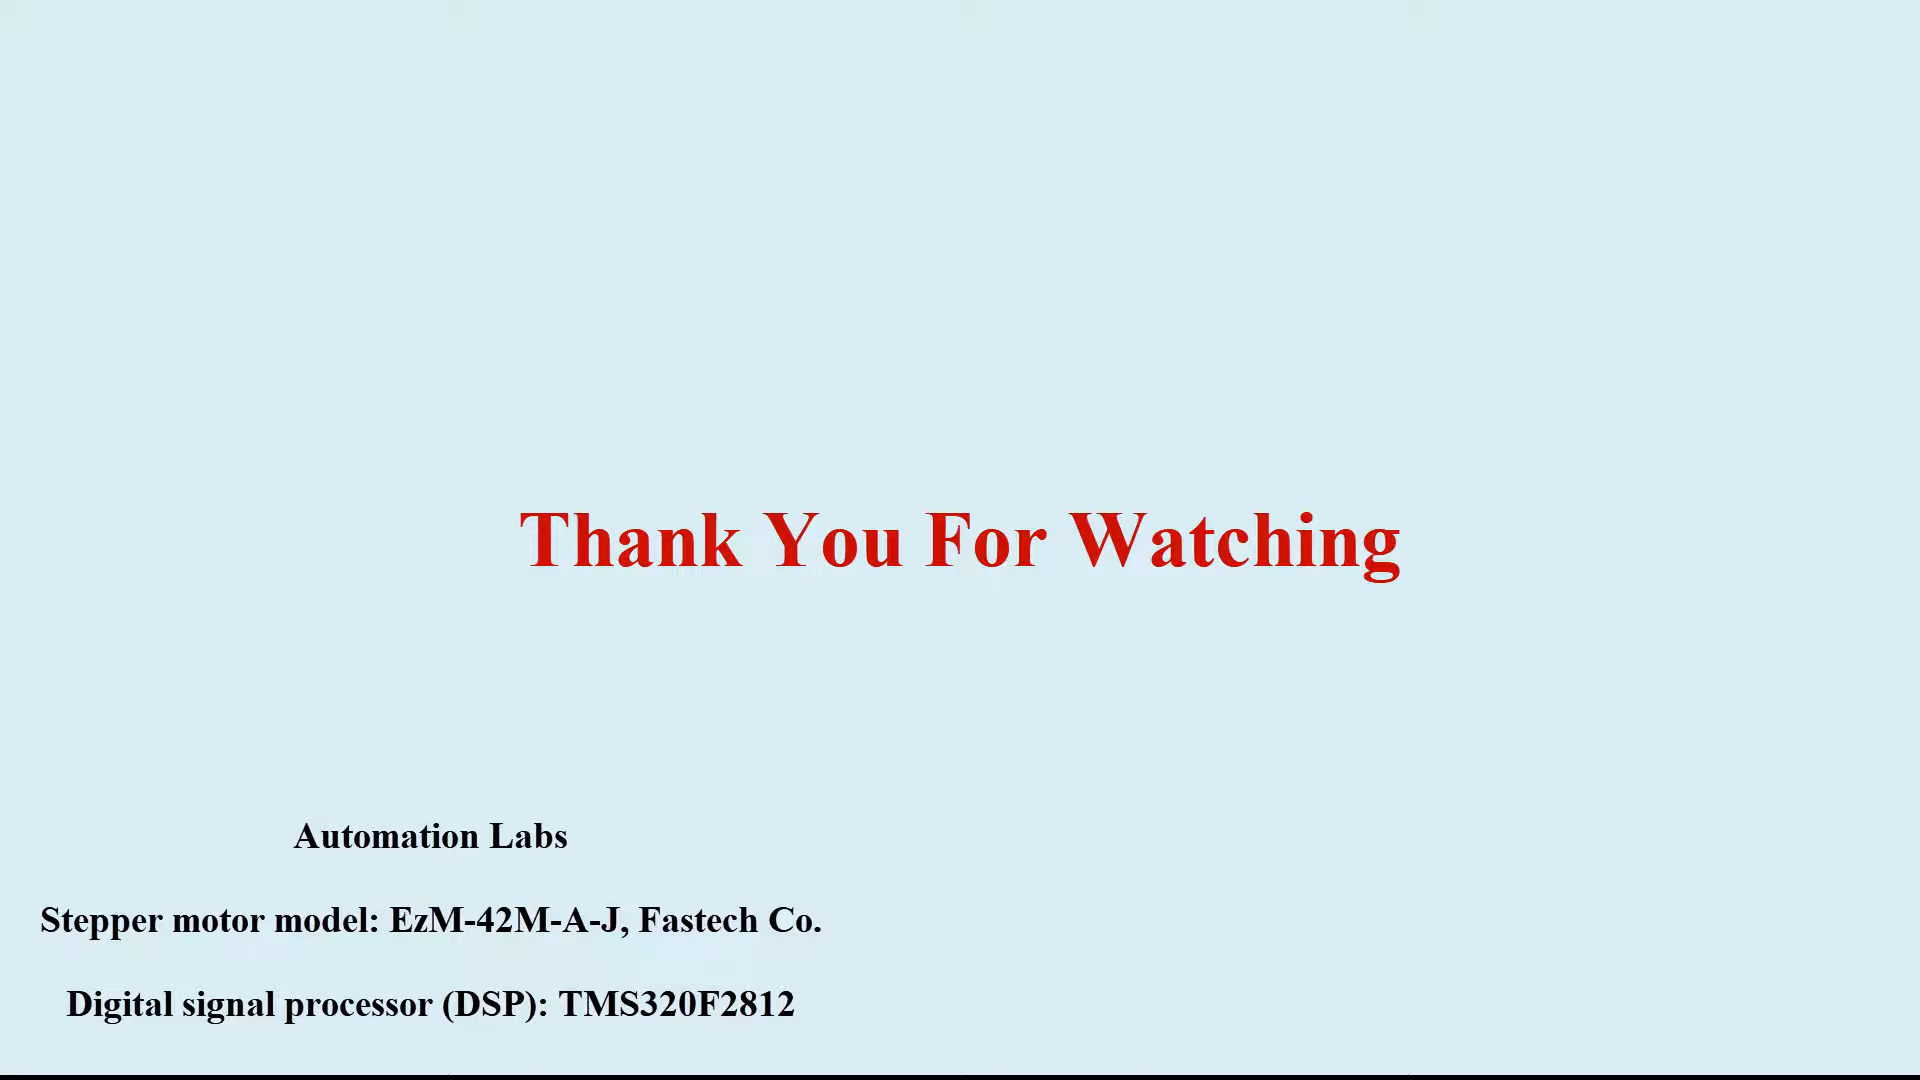 Thank You For Watching
Automation Labs
Stepper motor model: EzM-42M-A-J, Fastech Co.
Digital signal processor (DSP): TMS320F2812